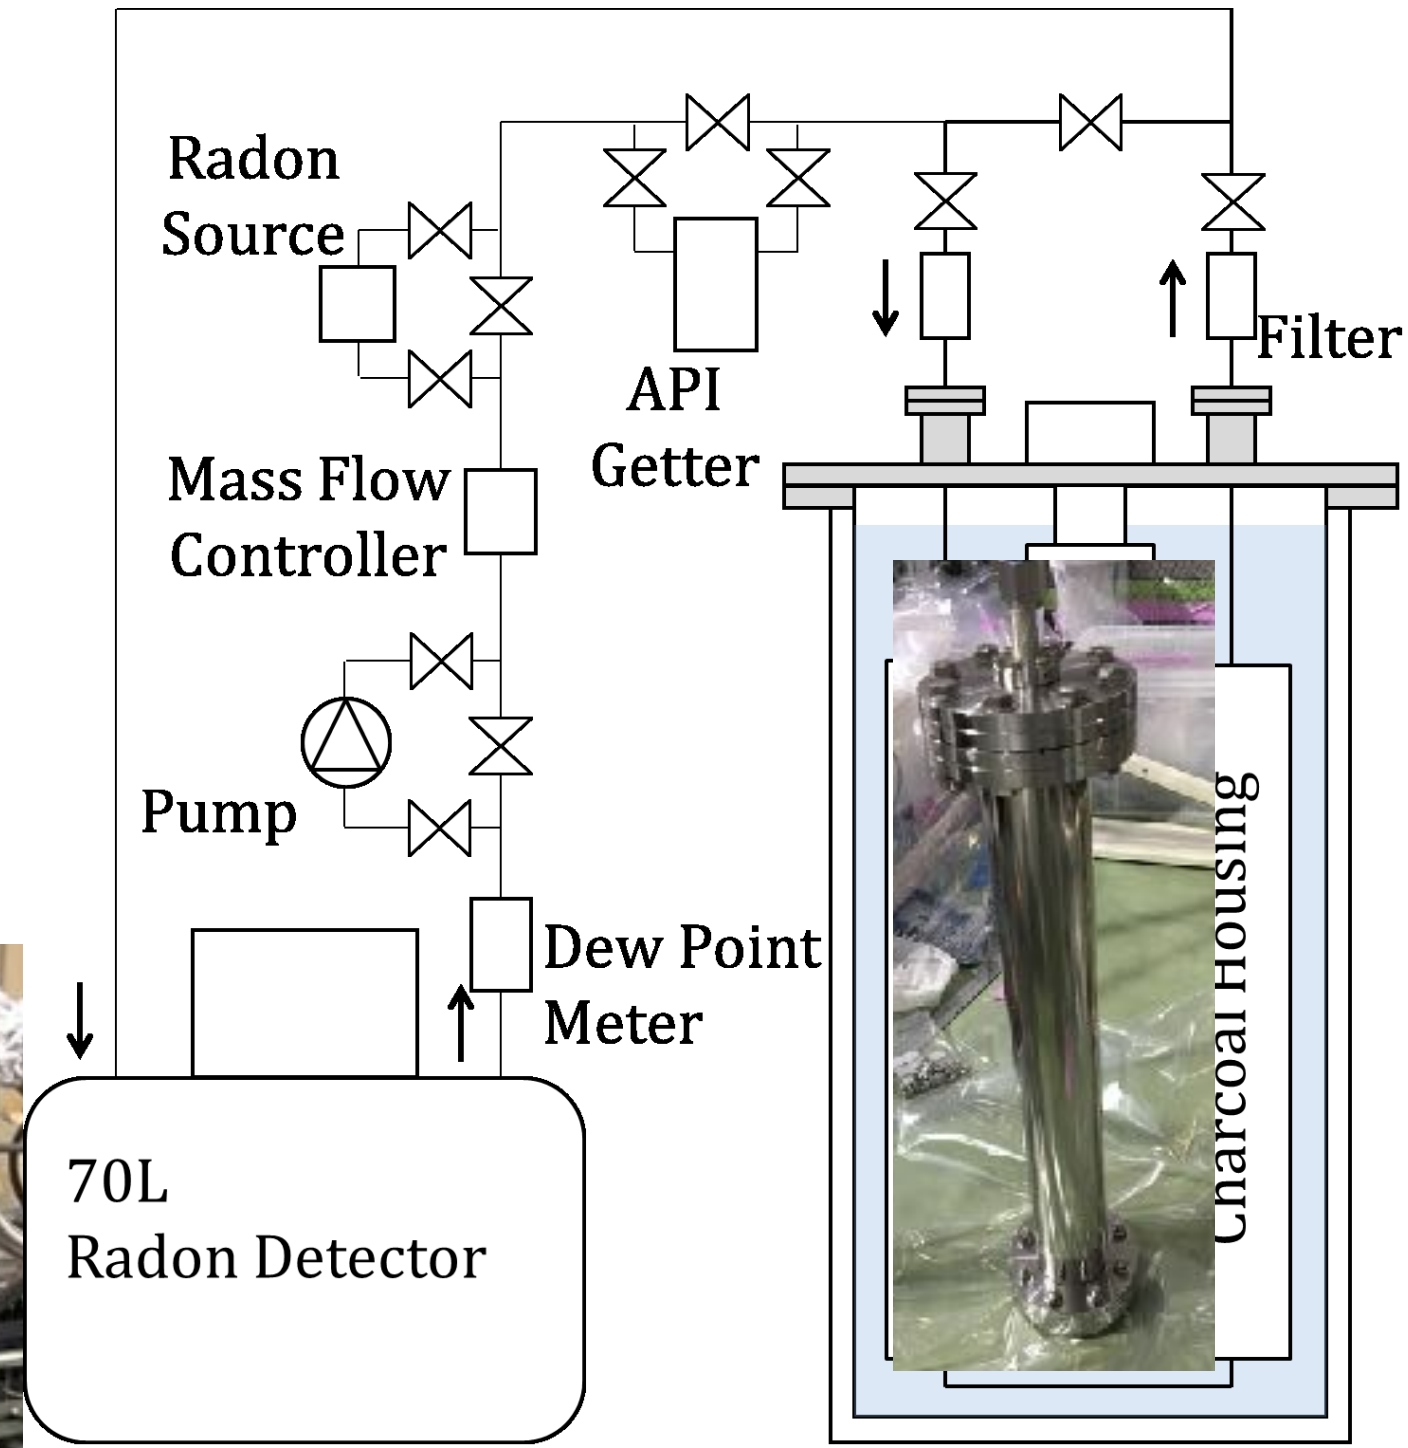 Radon
Source
API
Getter
Filter
Mass Flow
Controller
Pump
Dew Point
Meter
70L
Radon Detector
Charcoal Housing